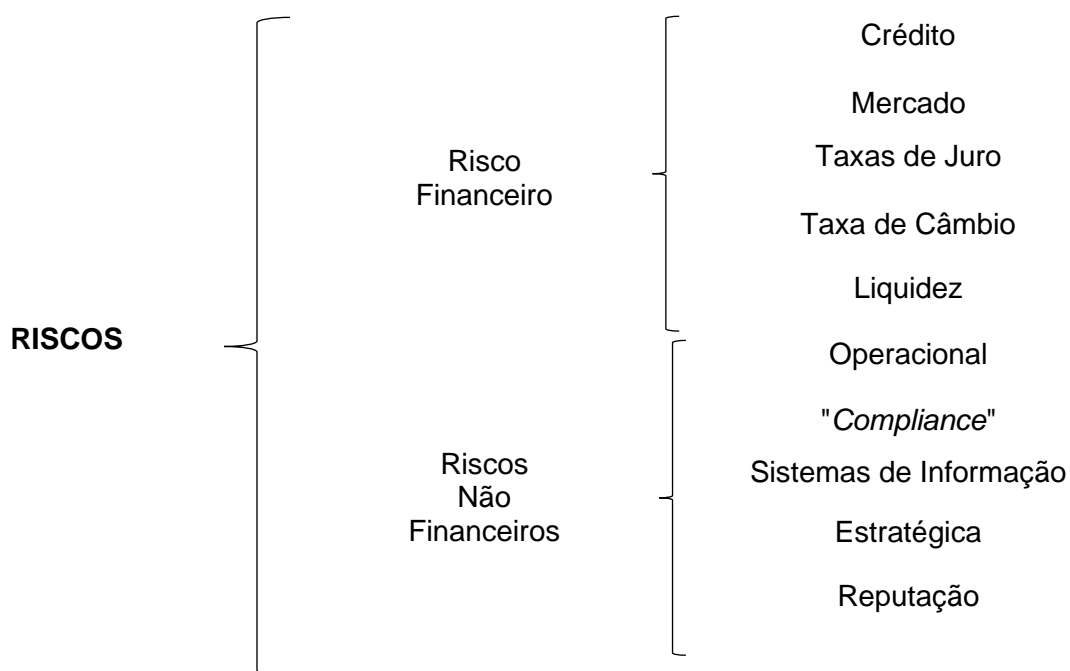 RISCOS
Risco
Financeiro
Crédito
Mercado
Taxas de Juro
Taxa de Câmbio
Liquidez
Riscos
Não
Financeiros
Operacional
"Compliance"
Sistemas de Informação
Estratégica
Reputação